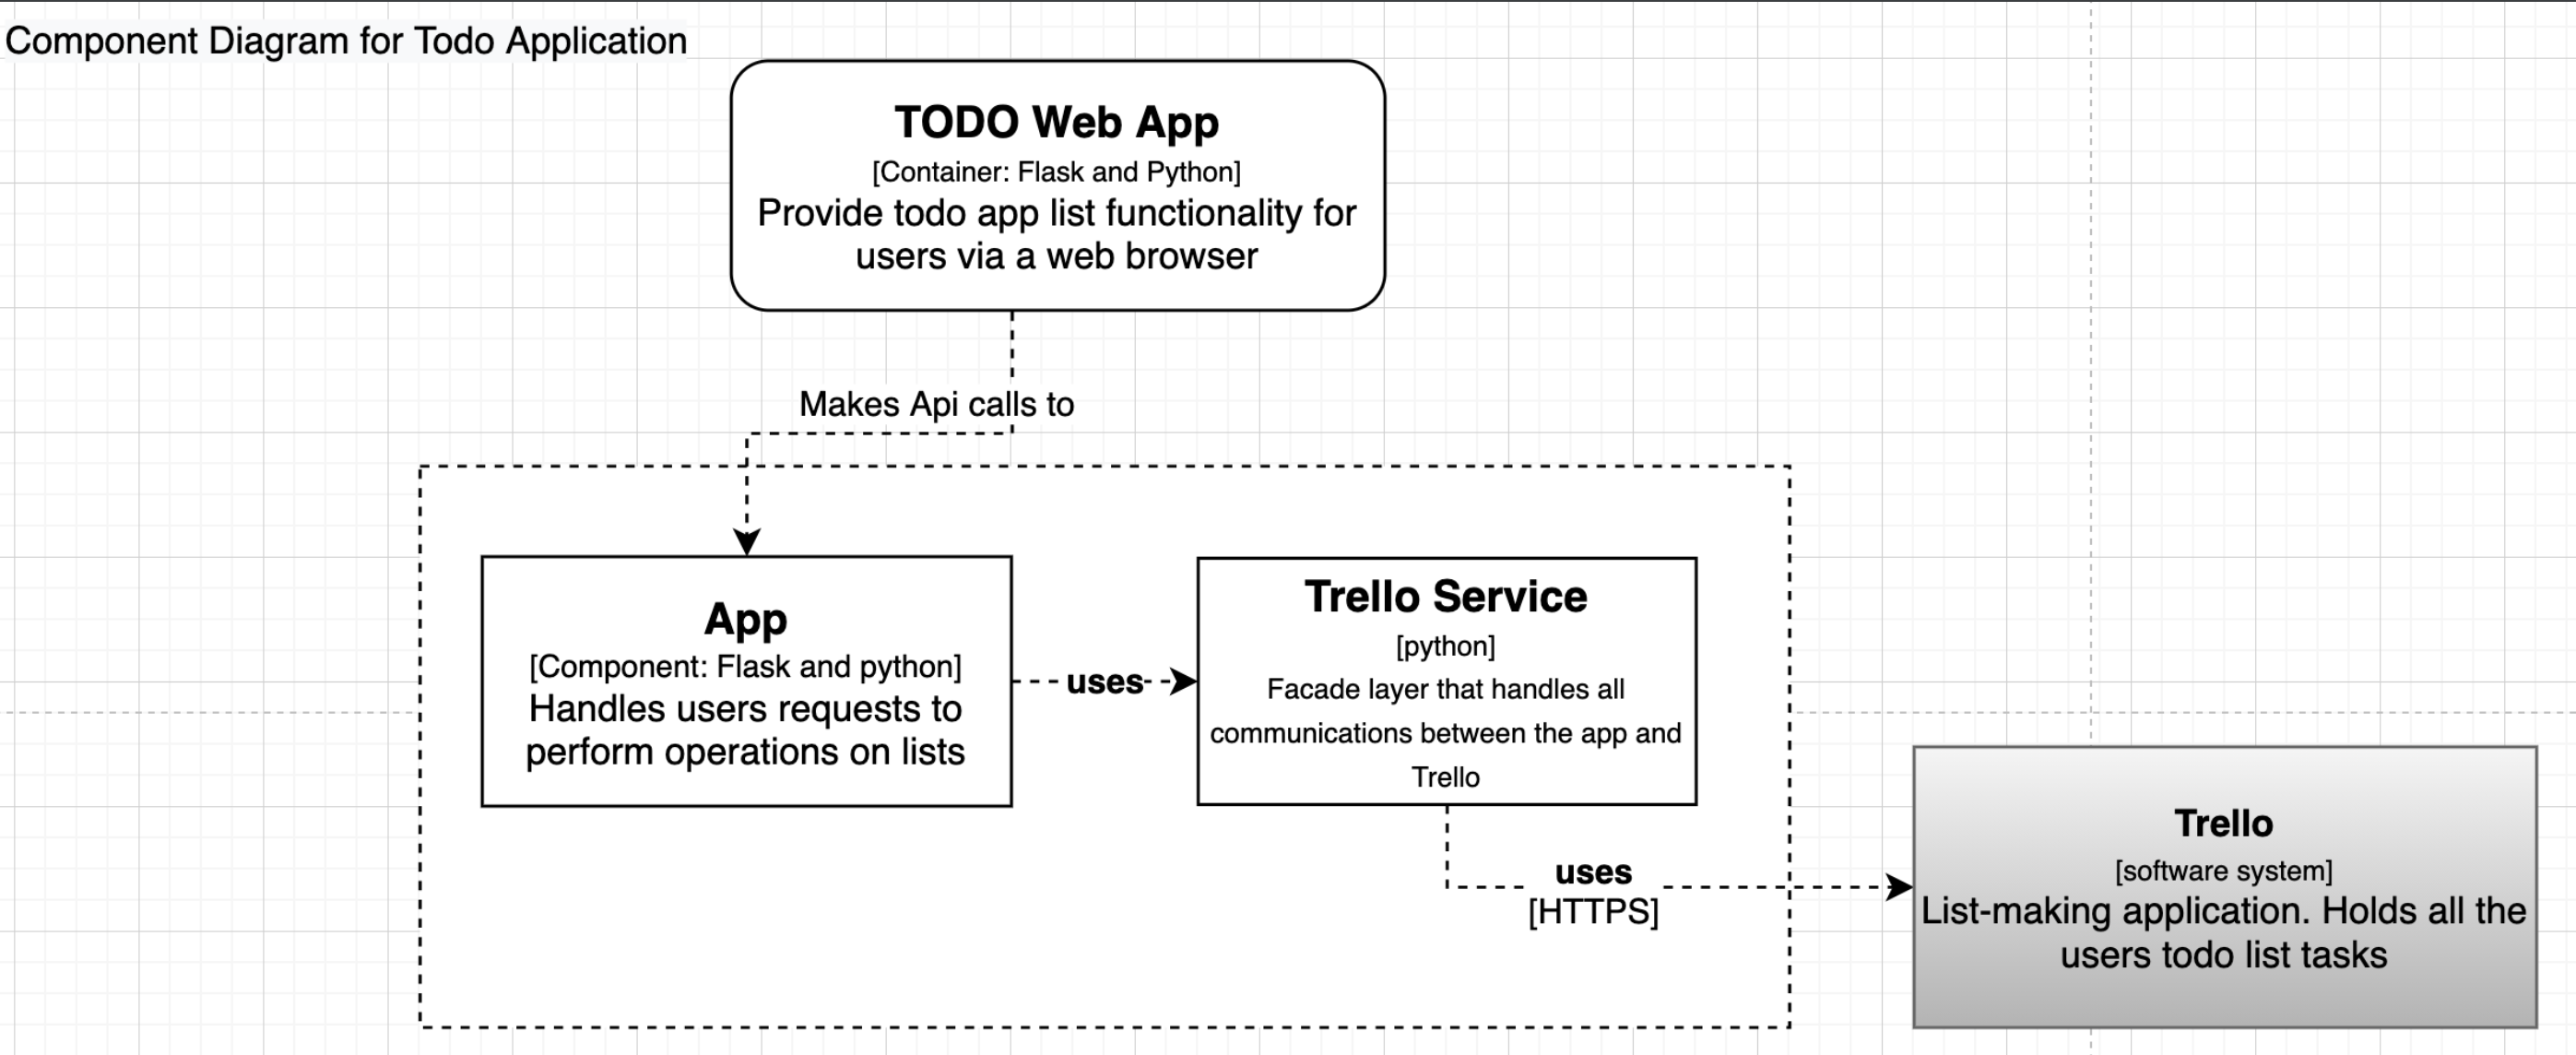 Component Diagram for Todo Application
TODO Web App
[Container: Flask and Python]
Provide todo app list functionality for
users via a web browser
Makes Api calls to
App
[Component: Flask and python]
Handles users requests to
perform operations on lists
uses
Trello Service
[python]
Facade layer that handles all
communications between the app and
Trello
uses
[HTTPS]
Trello
[software system]
List-making application. Holds all the
users todo list tasks